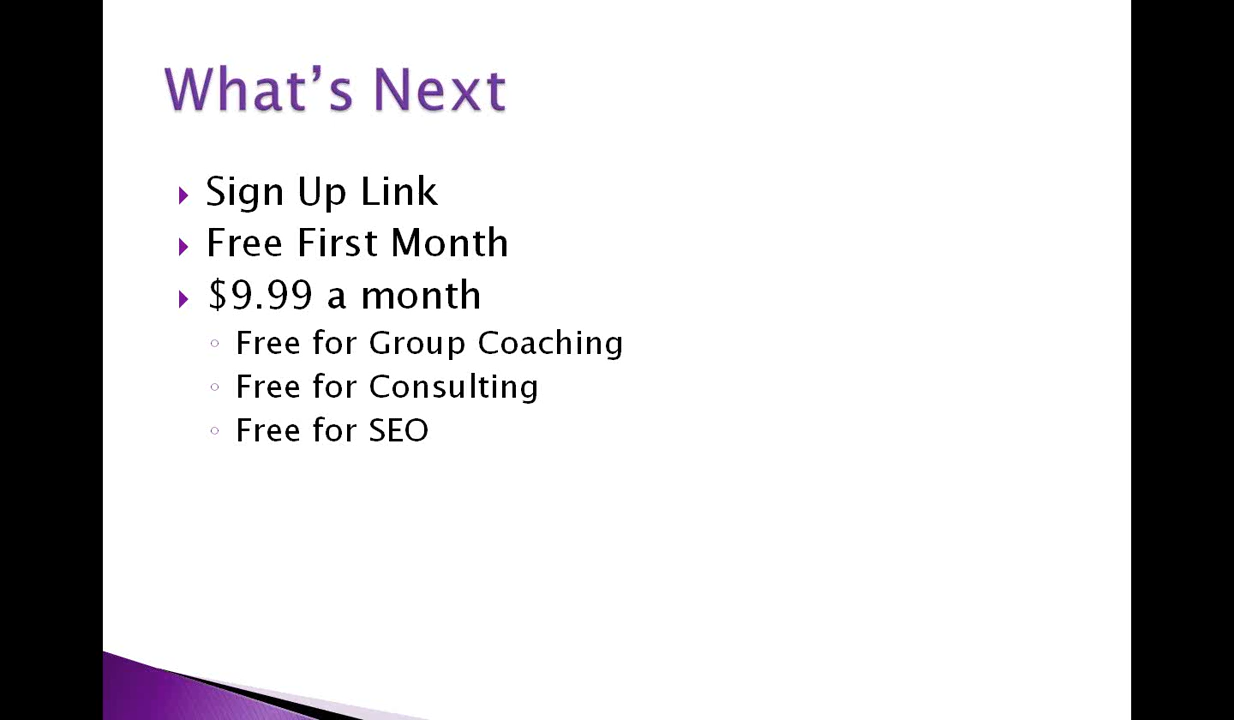 What’s Next
Sign Up Link
Free First Month
$9.99 a month
Free for Group Coaching
Free for Consulting
Free for SEO